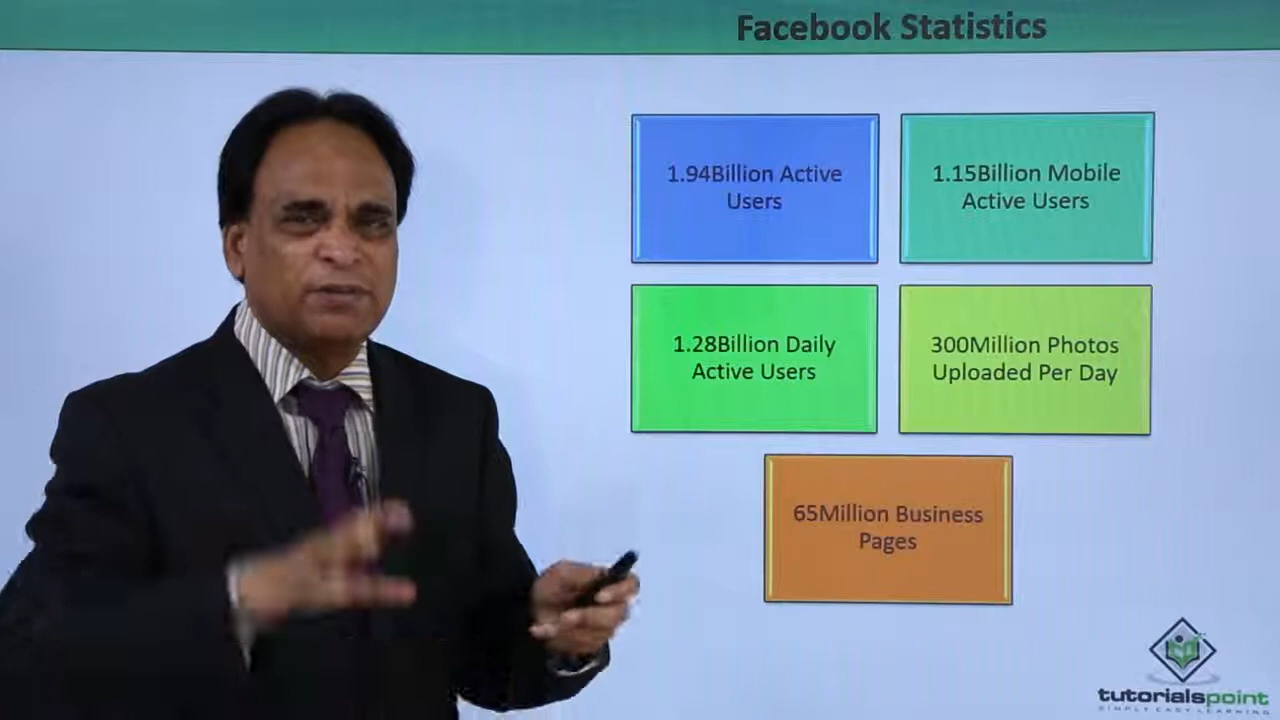 Facebook Statistics
1.94Billion Active
Users
1.15Billion Mobile
Active Users
1.28Billion Daily
Active Users
300Million Photos
Uploaded Per Day
65Million Business
Pages
tutorialspoint
SIMPLY EASY LEARNING